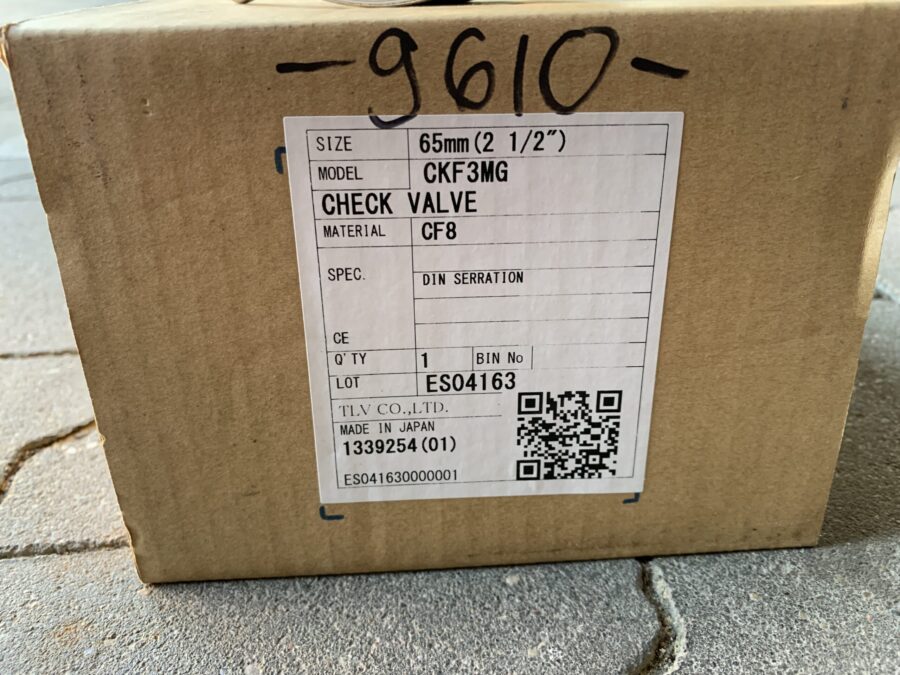 -9610-
SIZE 65mm(2 1/2")
MODEL CKF3MG
CHECK VALVE
MATERIAL CF8
SPEC. DIN SERRATION
CE
Q'TY 1 BIN No
LOT ES04163
TLV CO.,LTD.
MADE IN JAPAN
1339254(01)
ES041630000001